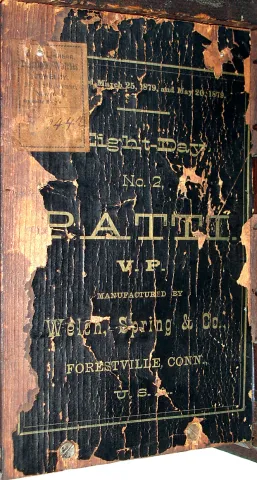 March 25, 1879, and May 20, 1879.
Eight-Day
No. 2,
PATTI.
V. P.
MANUFACTURED BY
Welch, Spring & Co.,
FORESTVILLE, CONN.,
U. S. A.